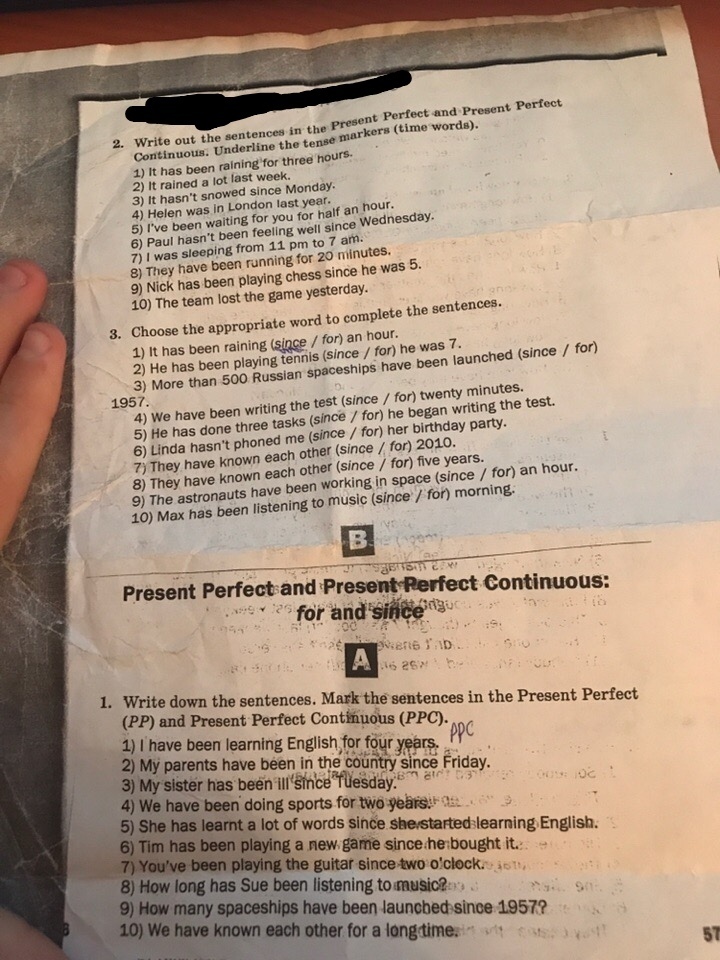 2. Write out the sentences in the Present Perfect and Present Perfect
Continuous. Underline the tense markers (time words).
1) It has been raining for three hours.
2) It rained a lot last week.
3) It hasn't snowed since Monday.
4) Helen was in London last year.
5) I've been waiting for you for half an hour.
6) Paul hasn't been feeling well since Wednesday.
7) I was sleeping from 11 pm to 7 am.
8) They have been running for 20 minutes.
9) Nick has been playing chess since he was 5.
10) The team lost the game yesterday.
3. Choose the appropriate word to complete the sentences.
1) It has been raining (since / for) an hour.
2) He has been playing tennis (since / for) he was 7.
3) More than 500 Russian spaceships have been launched (since / for)
1957.
4) We have been writing the test (since / for) twenty minutes.
5) He has done three tasks (since / for) he began writing the test.
6) Linda hasn't phoned me (since / for) her birthday party.
7) They have known each other (since / for) 2010.
8) They have known each other (since / for) five years.
9) The astronauts have been working in space (since / for) an hour.
10) Max has been listening to music (since / for) morning.
B
Present Perfect and Present Perfect Continuous:
for and since
A
1. Write down the sentences. Mark the sentences in the Present Perfect
(PP) and Present Perfect Continuous (PPC).
1) I have been learning English for four years. PPC
2) My parents have been in the country since Friday.
3) My sister has been ill since Tuesday.
4) We have been doing sports for two years.
5) She has learnt a lot of words since she started learning English.
6) Tim has been playing a new game since he bought it.
7) You've been playing the guitar since two o'clock.
8) How long has Sue been listening to music?
9) How many spaceships have been launched since 1957?
10) We have known each other for a long time.
57